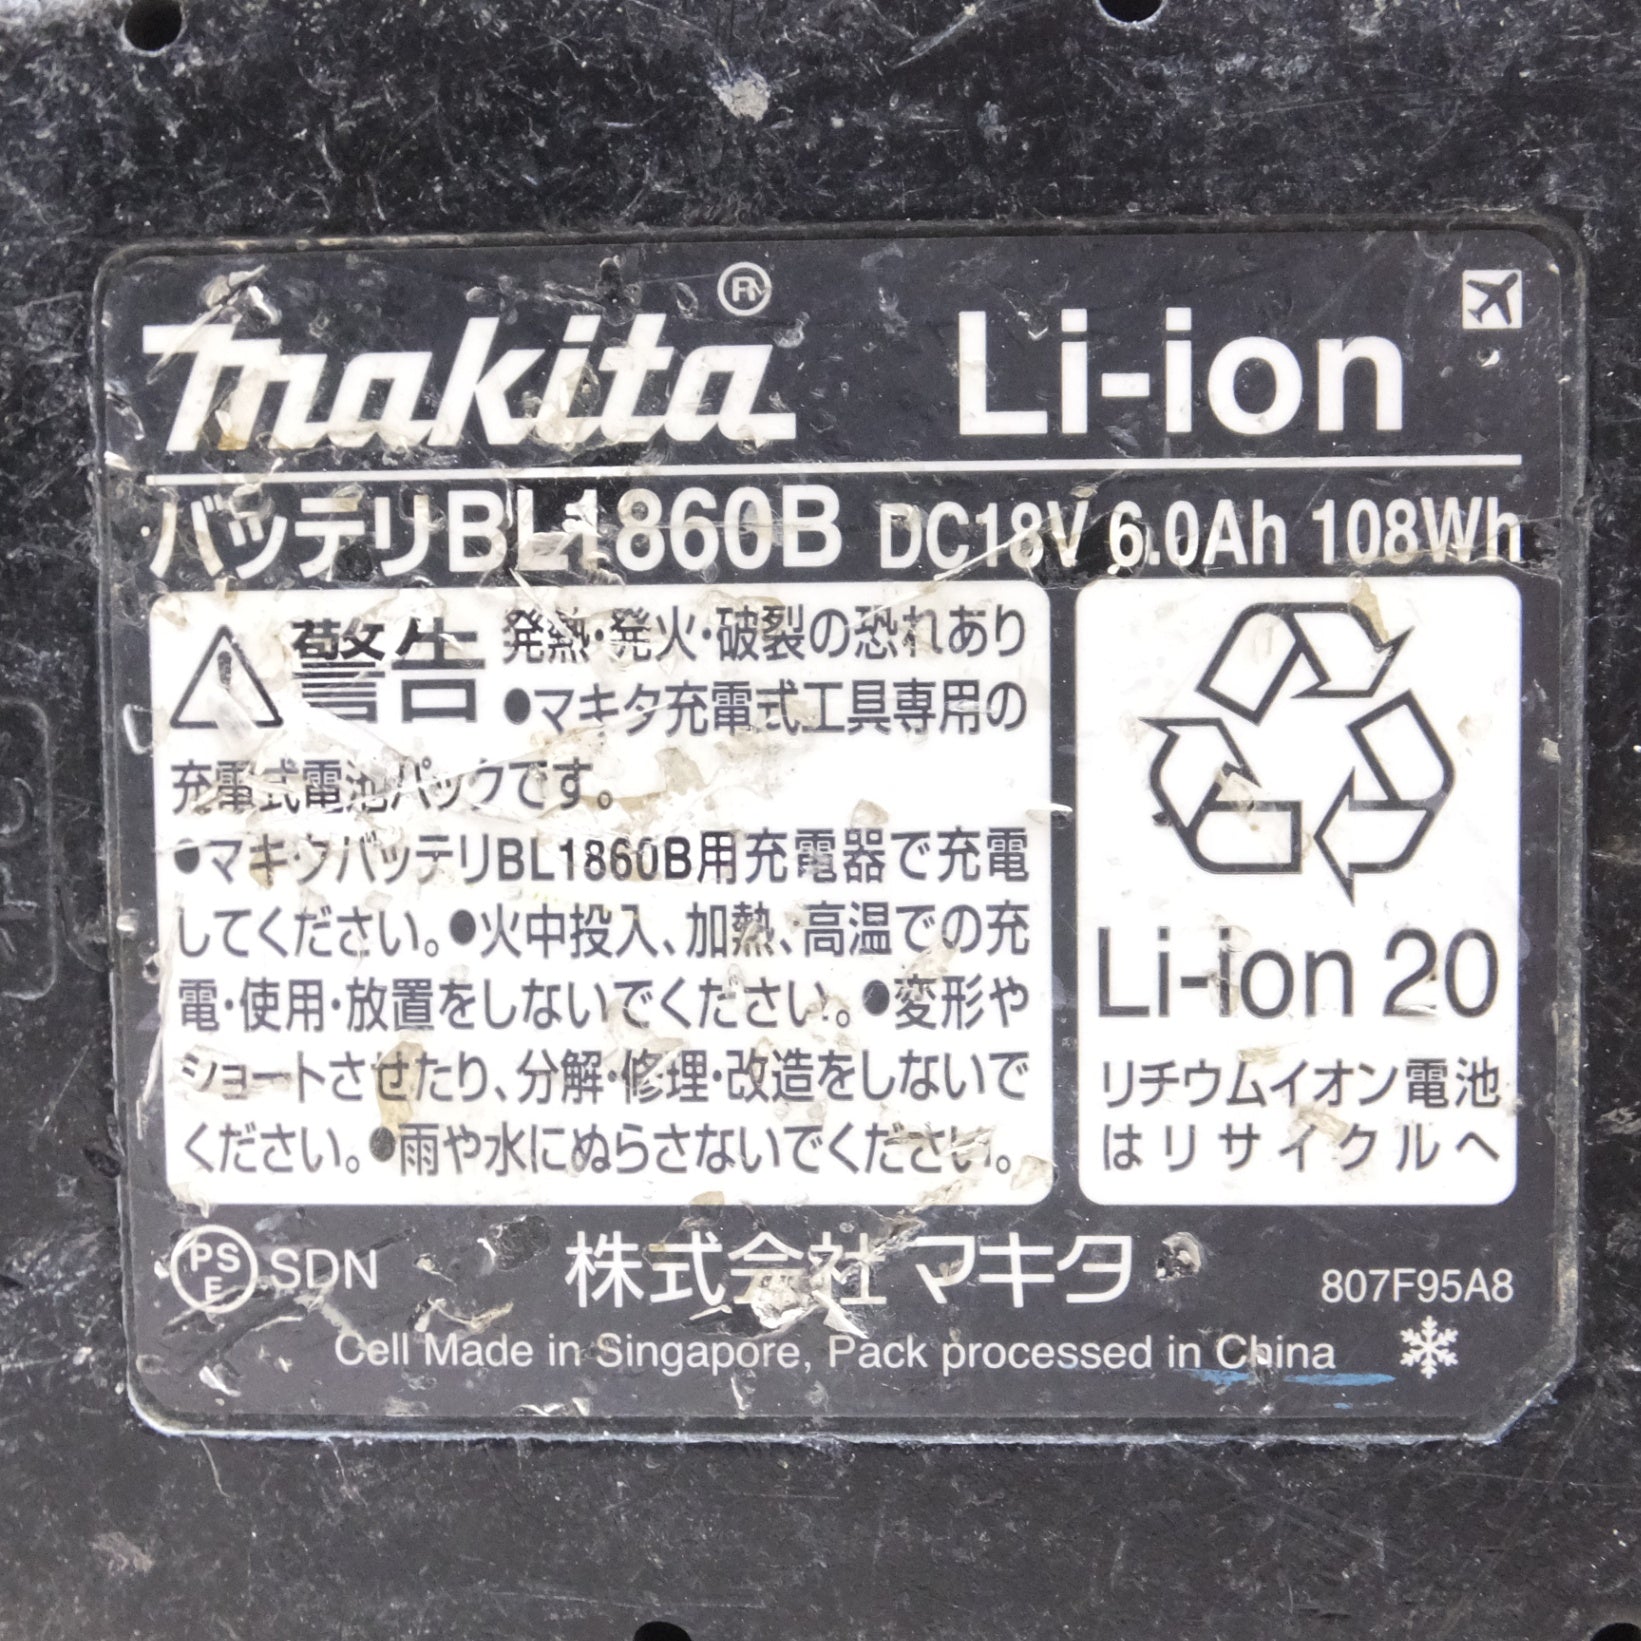 makita® Li-ion
バッテリBL1860B DC18V 6.0Ah 108Wh
警告 発熱・発火・破裂の恐れあり
●マキタ充電式工具専用の
充電式電池パックです。
●マキタバッテリBL1860B用充電器で充電
してください。●火中投入、加熱、高温での充
電・使用・放置をしないでください。●変形や
ショートさせたり、分解・修理・改造をしないで
ください。●雨や水にぬらさないでください。
Li-ion 20
リチウムイオン電池
はリサイクルへ
PSE SDN 株式会社マキタ 807F95A8
Cell Made in Singapore, Pack processed in China